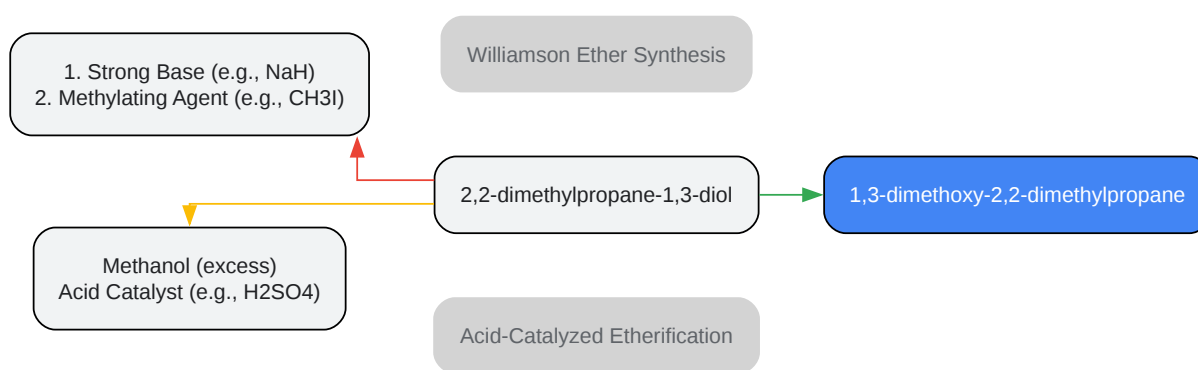 Williamson Ether Synthesis
1. Strong Base (e.g., NaH)
2. Methylating Agent (e.g., CH3I)
2,2-dimethylpropane-1,3-diol
1,3-dimethoxy-2,2-dimethylpropane
Methanol (excess)
Acid Catalyst (e.g., H2SO4)
Acid-Catalyzed Etherification